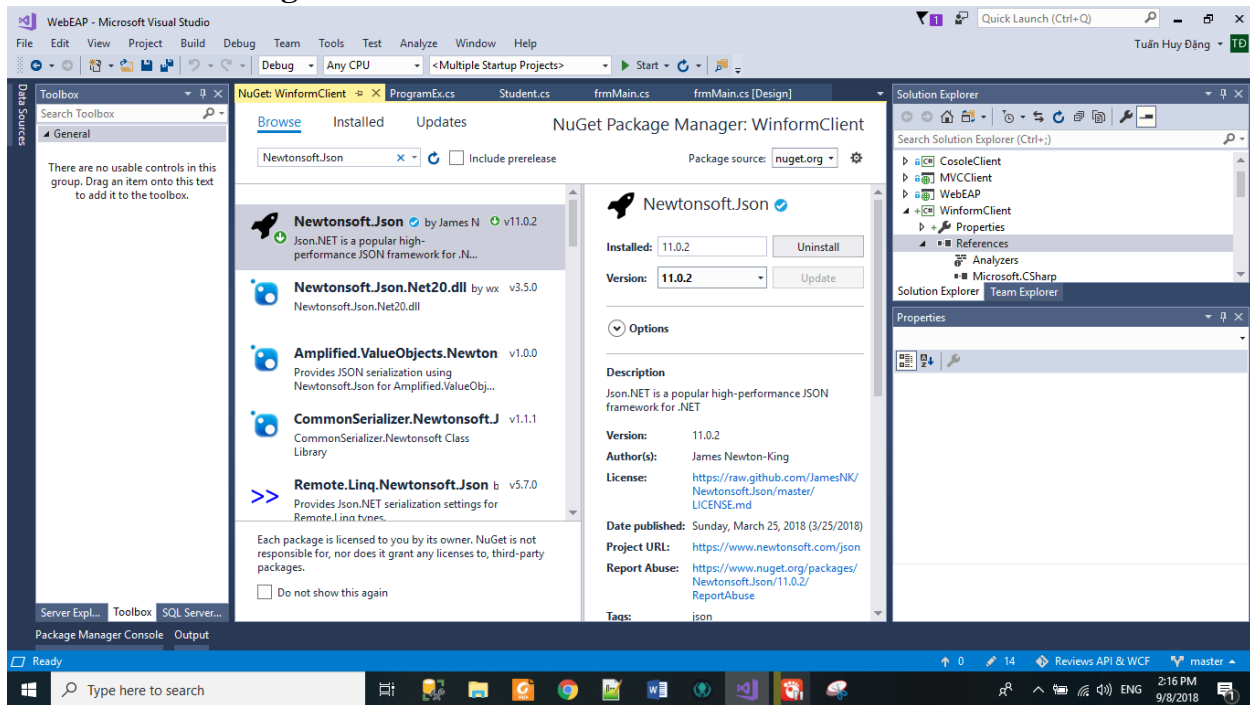 WebEAP - Microsoft Visual Studio
1
Quick Launch (Ctrl+Q)
File Edit View Project Build Debug Team Tools Test Analyze Window Help
Tuấn Huy Đặng TĐ
Debug Any CPU <Multiple Startup Projects> Start
Data Sources
Toolbox
Search Toolbox
General
There are no usable controls in this
group. Drag an item onto this text
to add it to the toolbox.
Server Expl... Toolbox SQL Server...
NuGet: WinformClient ProgramEx.cs Student.cs frmMain.cs frmMain.cs [Design]
Browse Installed Updates
NuGet Package Manager: WinformClient
Newtonsoft.Json
Include prerelease
Package source: nuget.org
Newtonsoft.Json by James N v11.0.2
Json.NET is a popular high-
performance JSON framework for .N...
Newtonsoft.Json.Net20.dll by wx v3.5.0
Newtonsoft.Json.Net20.dll
Amplified.ValueObjects.Newton v1.0.0
Provides JSON serialization using
Newtonsoft.Json for Amplified.ValueObj...
CommonSerializer.Newtonsoft.J v1.1.1
CommonSerializer.Newtonsoft Class
Library
>> Remote.Linq.Newtonsoft.Json b v5.7.0
Provides Json.NET serialization settings for
Remote.Linq types.
Each package is licensed to you by its owner. NuGet is not
responsible for, nor does it grant any licenses to, third-party
packages.
Do not show this again
Newtonsoft.Json
Installed: 11.0.2 Uninstall
Version: 11.0.2 Update
Options
Description
Json.NET is a popular high-performance JSON
framework for .NET
Version: 11.0.2
Author(s): James Newton-King
License: https://raw.github.com/JamesNK/
Newtonsoft.Json/master/
LICENSE.md
Date published: Sunday, March 25, 2018 (3/25/2018)
Project URL: https://www.newtonsoft.com/json
Report Abuse: https://www.nuget.org/packages/
Newtonsoft.Json/11.0.2/
ReportAbuse
Tags: json
Solution Explorer
Search Solution Explorer (Ctrl+;)
C# CosoleClient
MVCClient
WebEAP
C# WinformClient
Properties
References
Analyzers
Microsoft.CSharp
Solution Explorer Team Explorer
Properties
Package Manager Console Output
Ready
0 14 Reviews API & WCF master
Type here to search
ENG
2:16 PM
9/8/2018
1